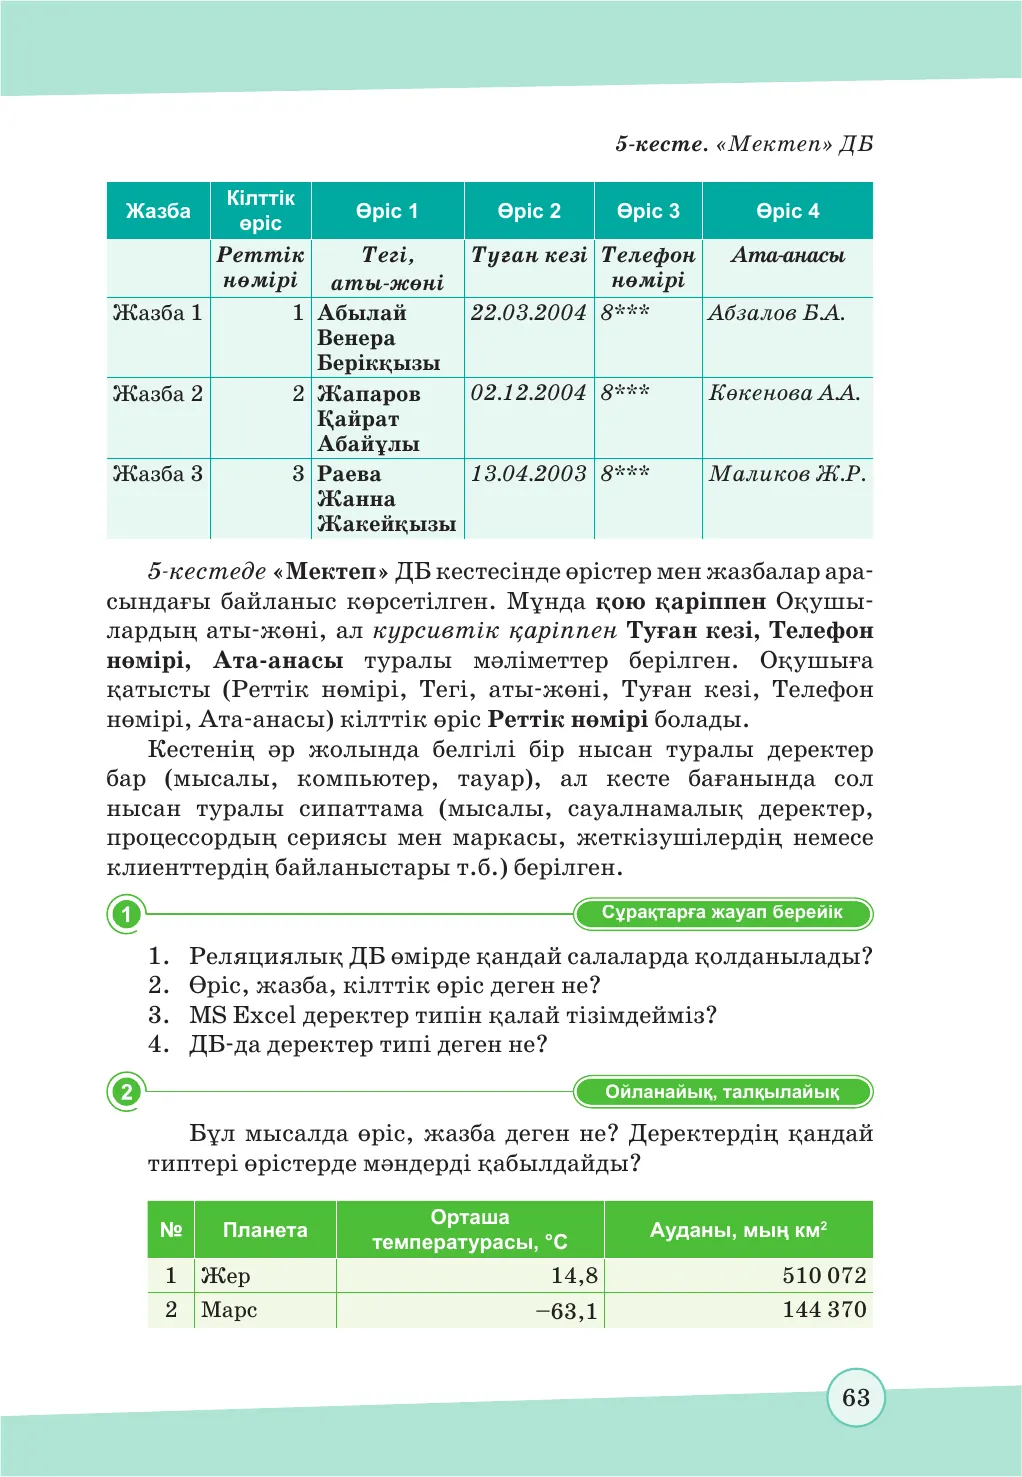 5-кесте. «Мектеп» ДБ
Жазба Кілттік өріс Өріс 1 Өріс 2 Өріс 3 Өріс 4
Реттік нөмірі Тегі, аты-жөні Туған кезі Телефон нөмірі Ата-анасы
Жазба 1 1 Абылай Венера Берікқызы 22.03.2004 8*** Абзалов Б.А.
Жазба 2 2 Жапаров Қайрат Абайұлы 02.12.2004 8*** Көкенова А.А.
Жазба 3 3 Раева Жанна Жакейқызы 13.04.2003 8*** Маликов Ж.Р.
5-кестеде «Мектеп» ДБ кестесінде өрістер мен жазбалар ара-
сындағы байланыс көрсетілген. Мұнда қою қаріппен Оқушы-
лардың аты-жөні, ал курсивтік қаріппен Туған кезі, Телефон
нөмірі, Ата-анасы туралы мәліметтер берілген. Оқушыға
қатысты (Реттік нөмірі, Тегі, аты-жөні, Туған кезі, Телефон
нөмірі, Ата-анасы) кілттік өріс Реттік нөмірі болады.
Кестенің әр жолында белгілі бір нысан туралы деректер
бар (мысалы, компьютер, тауар), ал кесте бағанында сол
нысан туралы сипаттама (мысалы, сауалнамалық деректер,
процессордың сериясы мен маркасы, жеткізушілердің немесе
клиенттердің байланыстары т.б.) берілген.
1 Сұрақтарға жауап берейік
1. Реляциялық ДБ өмірде қандай салаларда қолданылады?
2. Өріс, жазба, кілттік өріс деген не?
3. MS Excel деректер типін қалай тізімдейміз?
4. ДБ-да деректер типі деген не?
2 Ойланайық, талқылайық
Бұл мысалда өріс, жазба деген не? Деректердің қандай
типтері өрістерде мәндерді қабылдайды?
№ Планета Орташа температурасы, °С Ауданы, мың км²
1 Жер 14,8 510 072
2 Марс –63,1 144 370
63